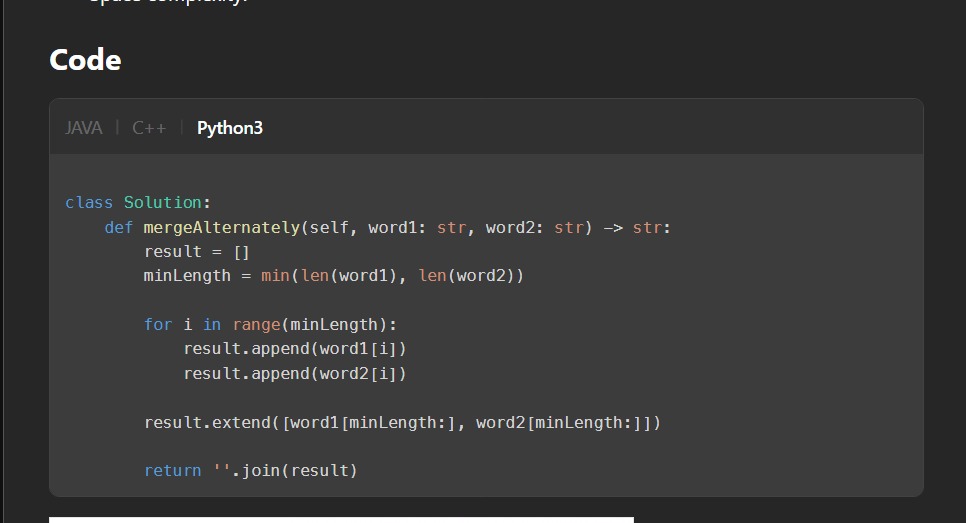 Space complexity.
Code
JAVA | C++ | Python3
class Solution:
    def mergeAlternately(self, word1: str, word2: str) -> str:
        result = []
        minLength = min(len(word1), len(word2))
        for i in range(minLength):
            result.append(word1[i])
            result.append(word2[i])
        result.extend([word1[minLength:], word2[minLength:]])
        return ''.join(result)